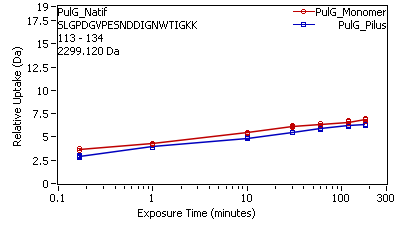 19
PulG_Natif
PulG_Monomer
SLGPDGVPESNDDIGNWTIGKK
PulG_Pilus
113 - 134
2299.120 Da
17.5
15
12.5
10
7.5
5
2.5
0
Relative Uptake (Da)
0.1 1 10 100 300
Exposure Time (minutes)